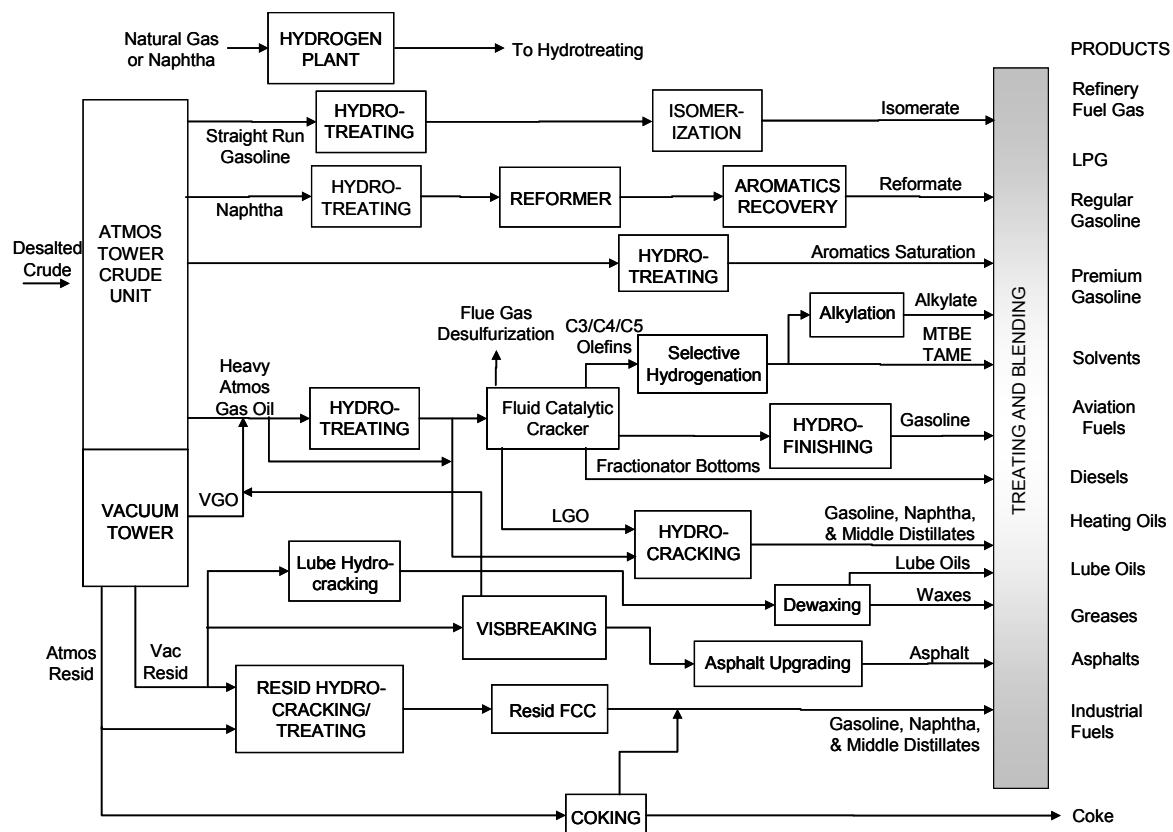 Natural Gas
or Naphtha
HYDROGEN
PLANT
To Hydrotreating
PRODUCTS
ATMOS
TOWER
CRUDE
UNIT
Desalted
Crude
Straight Run
Gasoline
HYDRO-
TREATING
ISOMER-
IZATION
Isomerate
Naphtha
HYDRO-
TREATING
REFORMER
AROMATICS
RECOVERY
Reformate
HYDRO-
TREATING
Aromatics Saturation
Flue Gas
Desulfurization
C3/C4/C5
Olefins
Selective
Hydrogenation
Alkylation
Alkylate
MTBE
TAME
Heavy
Atmos
Gas Oil
HYDRO-
TREATING
Fluid Catalytic
Cracker
HYDRO-
FINISHING
Gasoline
Fractionator Bottoms
VACUUM
TOWER
VGO
LGO
HYDRO-
CRACKING
Gasoline, Naphtha,
& Middle Distillates
Lube Hydro-
cracking
Dewaxing
Lube Oils
Waxes
VISBREAKING
Asphalt Upgrading
Asphalt
Atmos
Resid
Vac
Resid
RESID HYDRO-
CRACKING/
TREATING
Resid FCC
Gasoline, Naphtha,
& Middle Distillates
COKING
Coke
TREATING AND BLENDING
Refinery
Fuel Gas
LPG
Regular
Gasoline
Premium
Gasoline
Solvents
Aviation
Fuels
Diesels
Heating Oils
Lube Oils
Greases
Asphalts
Industrial
Fuels